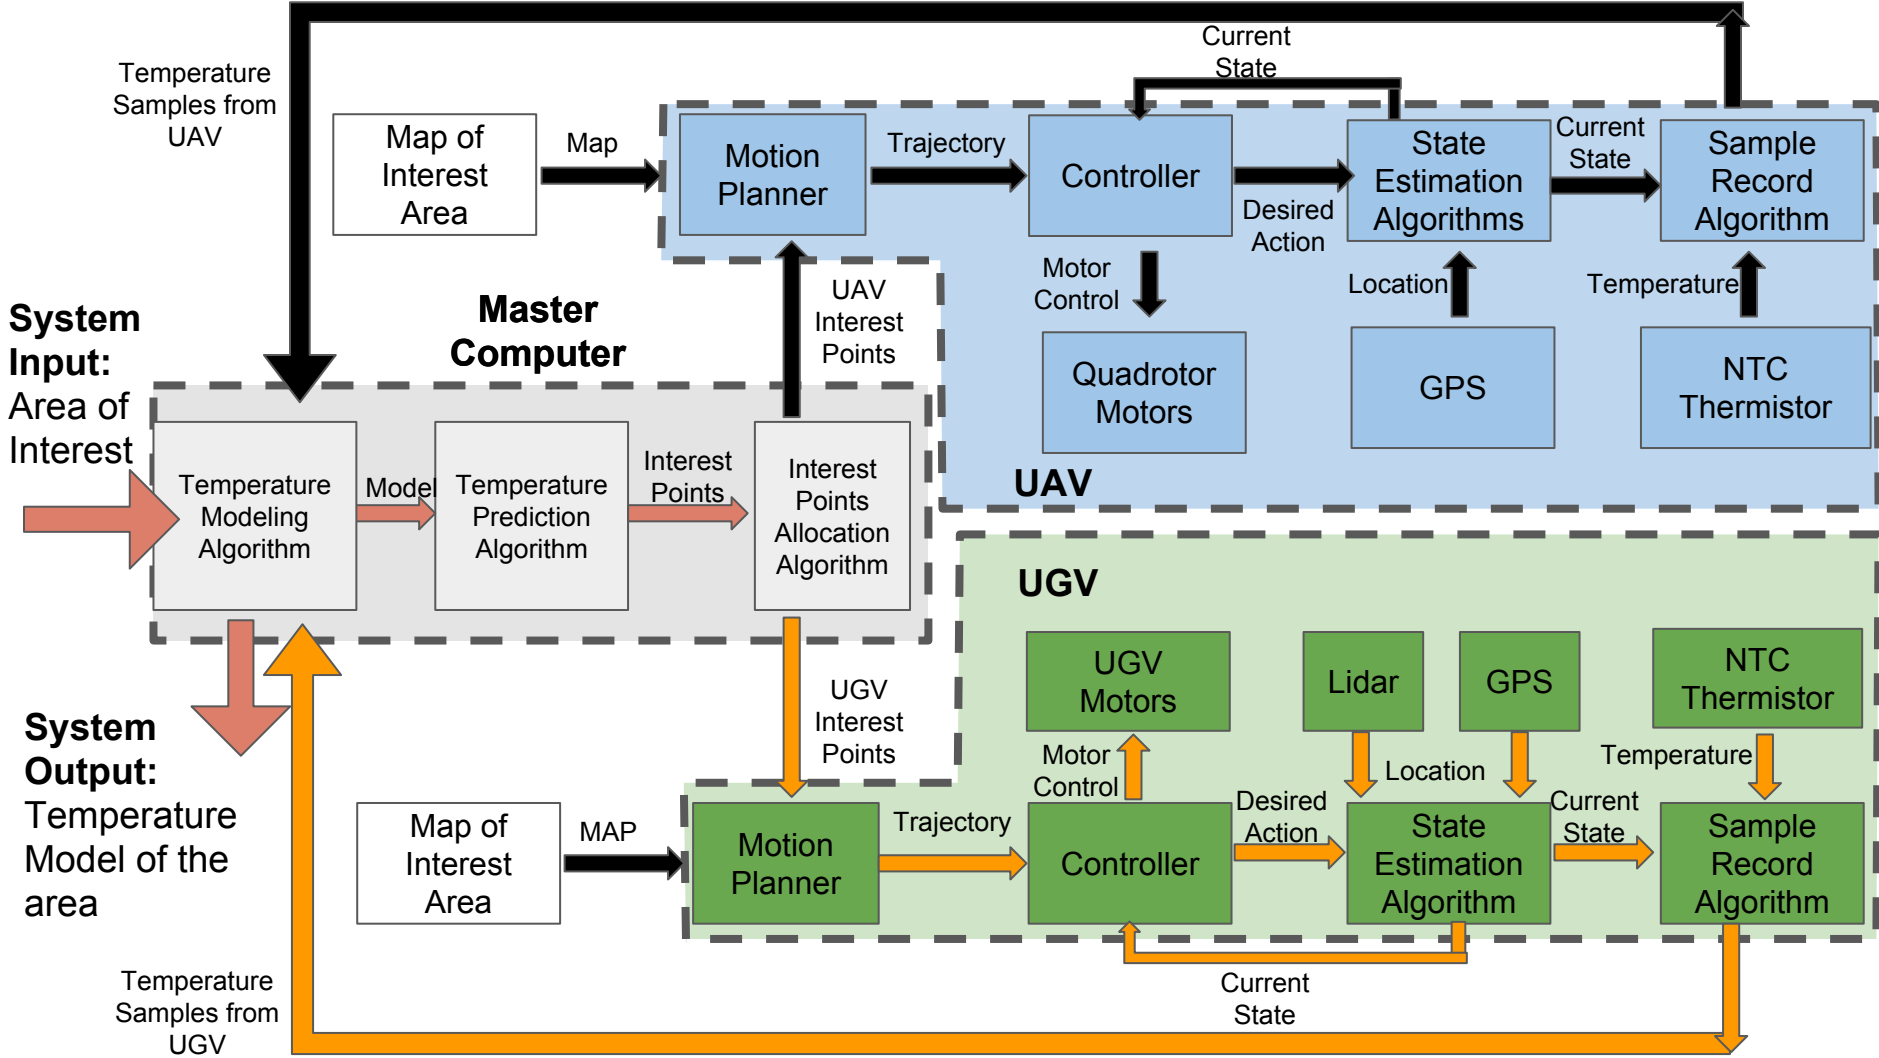 Temperature
Samples from
UAV
Map of
Interest
Area
Map
Motion
Planner
Trajectory
Current
State
Controller
Desired
Action
State
Estimation
Algorithms
Current
State
Sample
Record
Algorithm
Motor
Control
Location
Temperature
Quadrotor
Motors
GPS
NTC
Thermistor
UAV
UAV
Interest
Points
Master
Computer
System
Input:
Area of
Interest
Temperature
Modeling
Algorithm
Model
Temperature
Prediction
Algorithm
Interest
Points
Interest
Points
Allocation
Algorithm
UGV
UGV
Motors
Lidar
GPS
NTC
Thermistor
UGV
Interest
Points
Motor
Control
Location
Temperature
System
Output:
Temperature
Model of the
area
Map of
Interest
Area
MAP
Motion
Planner
Trajectory
Controller
Desired
Action
State
Estimation
Algorithm
Current
State
Sample
Record
Algorithm
Current
State
Temperature
Samples from
UGV